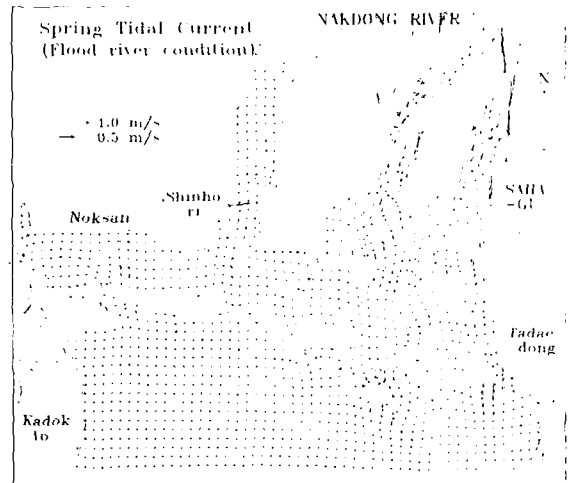 Spring Tidal Current
(Flood river condition)
NAKDONG RIVER
N
1.0 m/s
0.5 m/s
Shinho
ri
Noksan
SAHA
-GU
Tadae
dong
Kadok
to